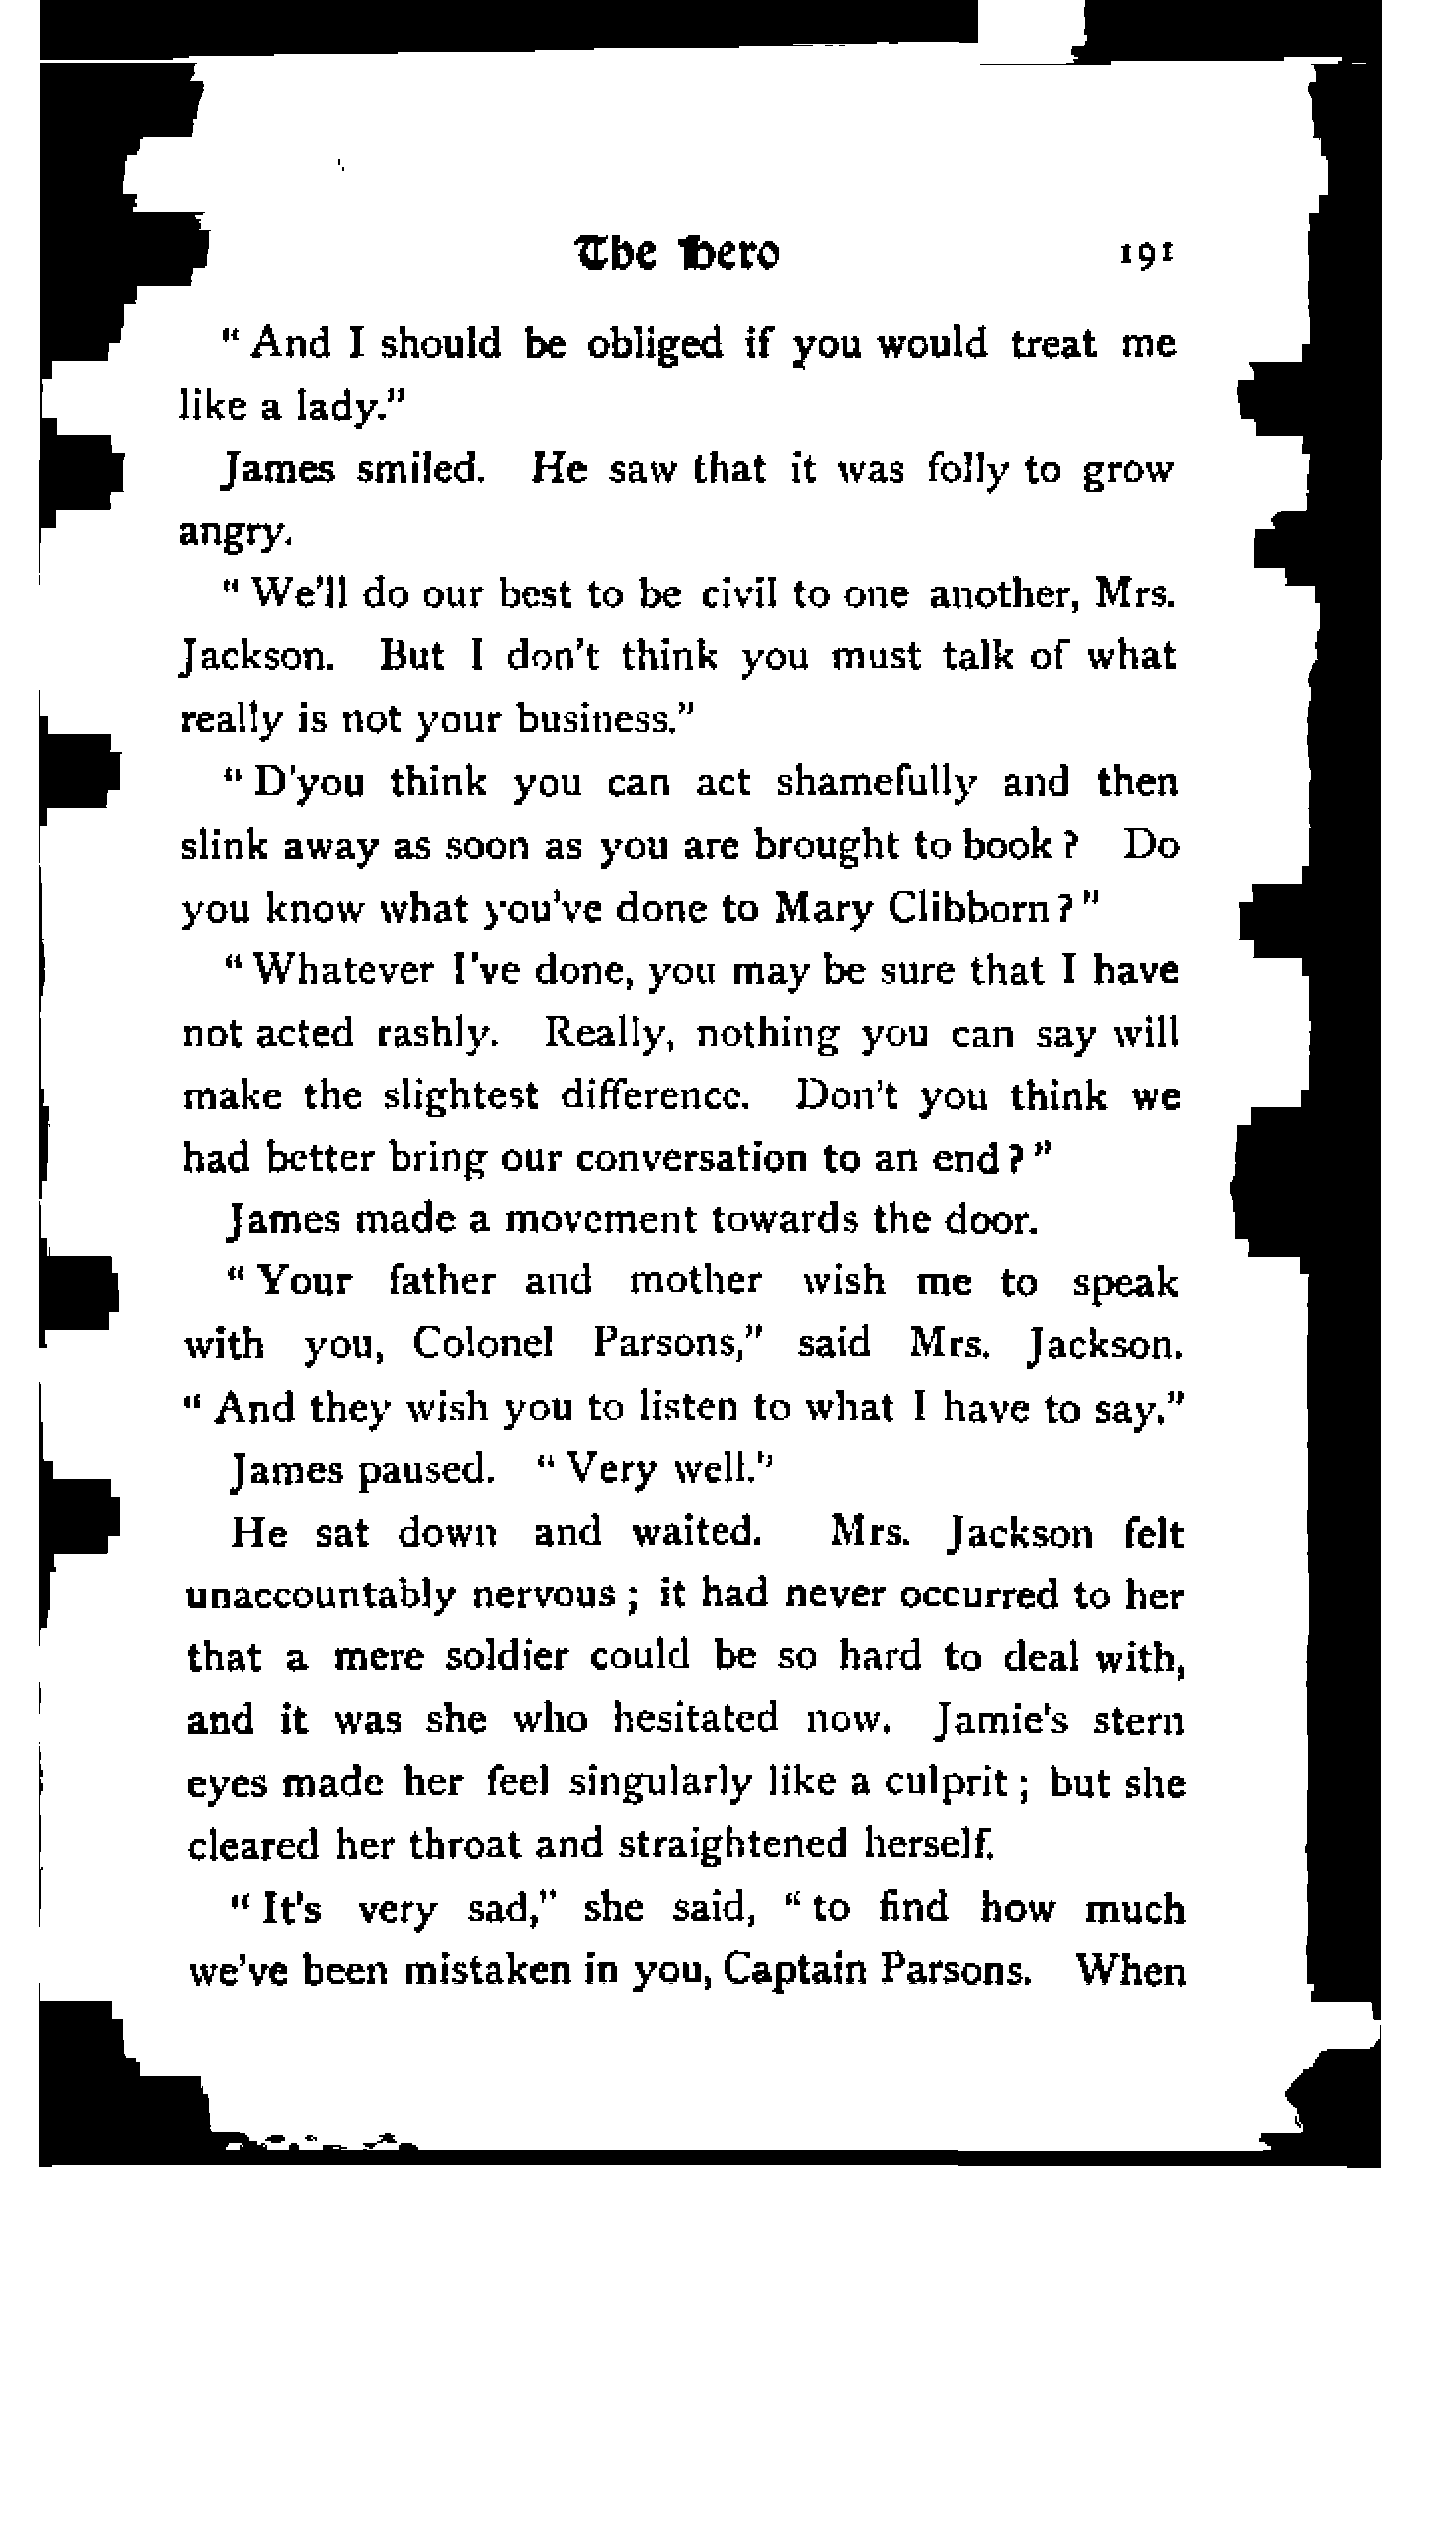 The Hero 191
" And I should be obliged if you would treat me
like a lady."
James smiled. He saw that it was folly to grow
angry.
" We'll do our best to be civil to one another, Mrs.
Jackson. But I don't think you must talk of what
really is not your business."
" D'you think you can act shamefully and then
slink away as soon as you are brought to book ? Do
you know what you've done to Mary Clibborn ? "
" Whatever I've done, you may be sure that I have
not acted rashly. Really, nothing you can say will
make the slightest difference. Don't you think we
had better bring our conversation to an end ? "
James made a movement towards the door.
" Your father and mother wish me to speak
with you, Colonel Parsons," said Mrs. Jackson.
" And they wish you to listen to what I have to say."
James paused. " Very well."
He sat down and waited. Mrs. Jackson felt
unaccountably nervous ; it had never occurred to her
that a mere soldier could be so hard to deal with,
and it was she who hesitated now. Jamie's stern
eyes made her feel singularly like a culprit ; but she
cleared her throat and straightened herself.
" It's very sad," she said, " to find how much
we've been mistaken in you, Captain Parsons. When